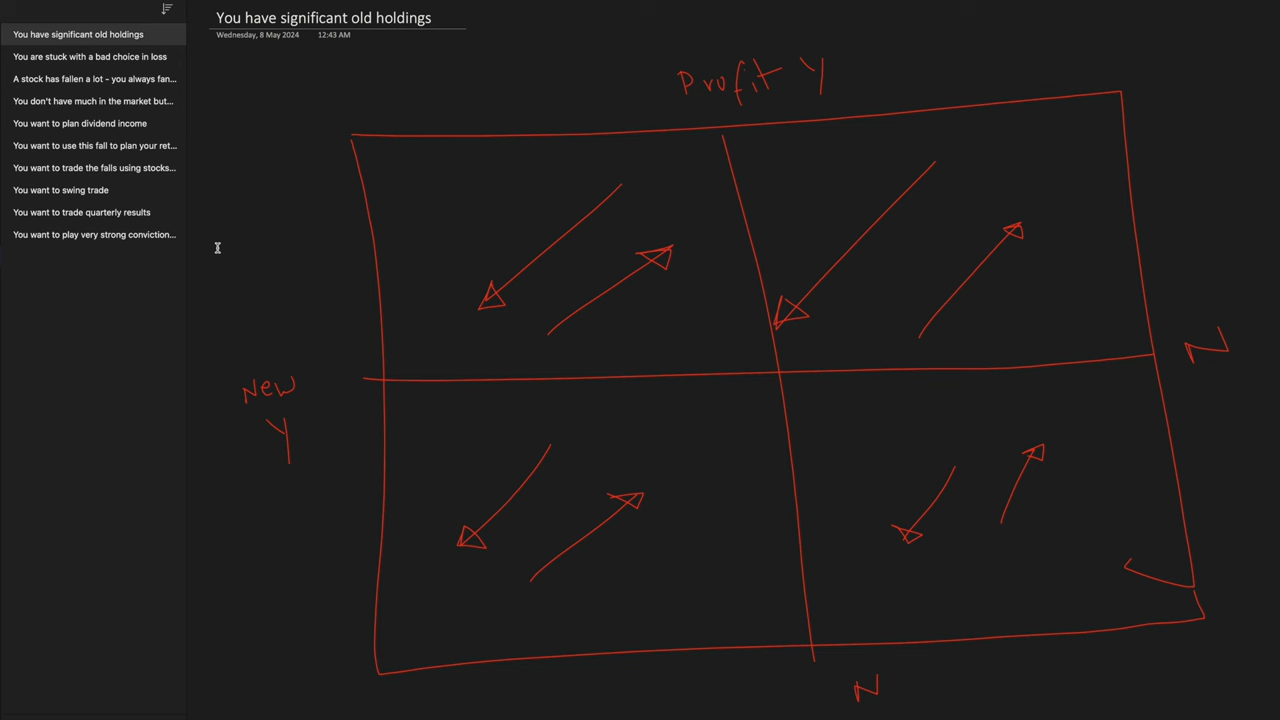 You have significant old holdings
You are stuck with a bad choice in loss
A stock has fallen a lot - you always fan...
You don't have much in the market but...
You want to plan dividend income
You want to use this fall to plan your ret...
You want to trade the falls using stocks...
You want to swing trade
You want to trade quarterly results
You want to play very strong conviction...
You have significant old holdings
Wednesday, 8 May 2024 12:43 AM
Profit Y
N
New
Y
N